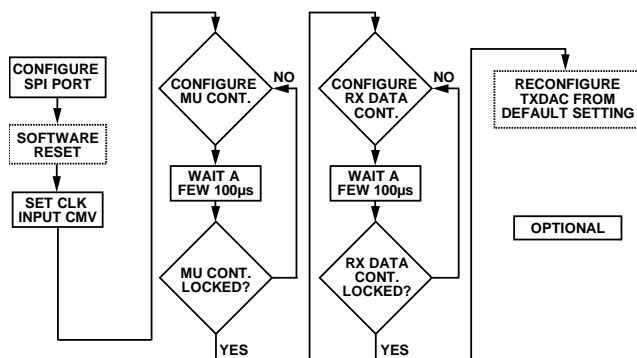 CONFIGURE
SPI PORT
SOFTWARE
RESET
SET CLK
INPUT CMV
CONFIGURE
MU CONT.
NO
WAIT A
FEW 100µs
MU CONT.
LOCKED?
YES
CONFIGURE
RX DATA
CONT.
NO
WAIT A
FEW 100µs
RX DATA
CONT.
LOCKED?
YES
RECONFIGURE
TXDAC FROM
DEFAULT SETTING
OPTIONAL